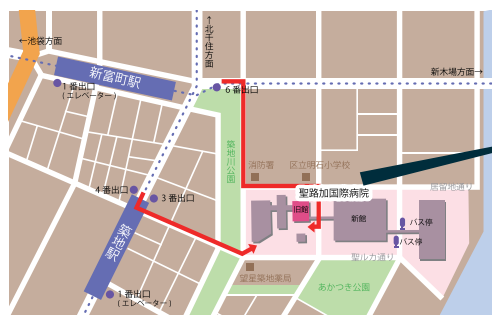 ←池袋方面
←北千住方面
新富町駅
新木場方面→
1番出口
(エレベーター)
6番出口
築地川公園
消防署
区立明石小学校
4番出口
3番出口
聖路加国際病院
居留地通り
旧館
新館
バス停
築地駅
バス停
聖ルカ通り
望星築地薬局
あかつき公園
1番出口
(エレベーター)